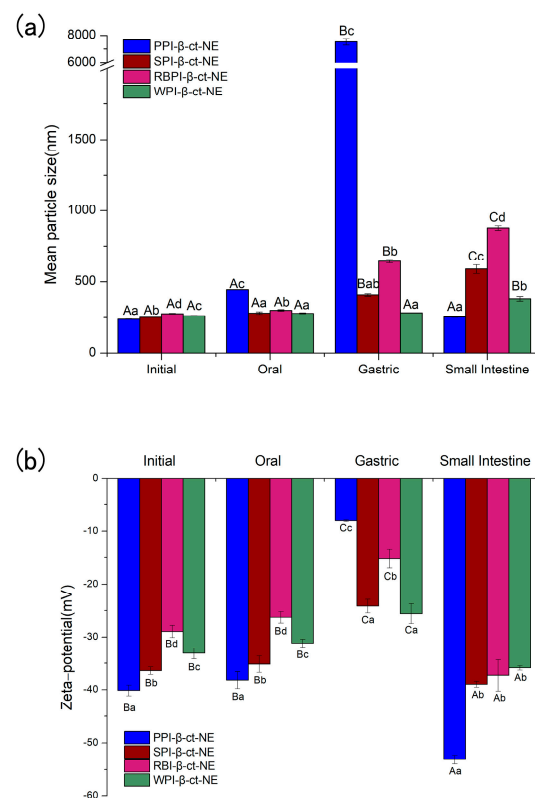 (a)
8000
6000
1500
1000
500
0
Mean particle size(nm)
PPI-β-ct-NE
SPI-β-ct-NE
RBPI-β-ct-NE
WPI-β-ct-NE
Aa Ab Ad Ac
Ac Aa Ab Aa
Bc Bab Bb Aa
Aa Cc Cd Bb
Initial Oral Gastric Small Intestine
(b)
Initial Oral Gastric Small Intestine
0
-10
-20
-30
-40
-50
-60
Zeta-potential(mV)
Ba Bb Bd Bc
Ba Bb Bd Bc
Cc Ca Cb Ca
Aa Ab Ab Ab
PPI-β-ct-NE
SPI-β-ct-NE
RBI-β-ct-NE
WPI-β-ct-NE